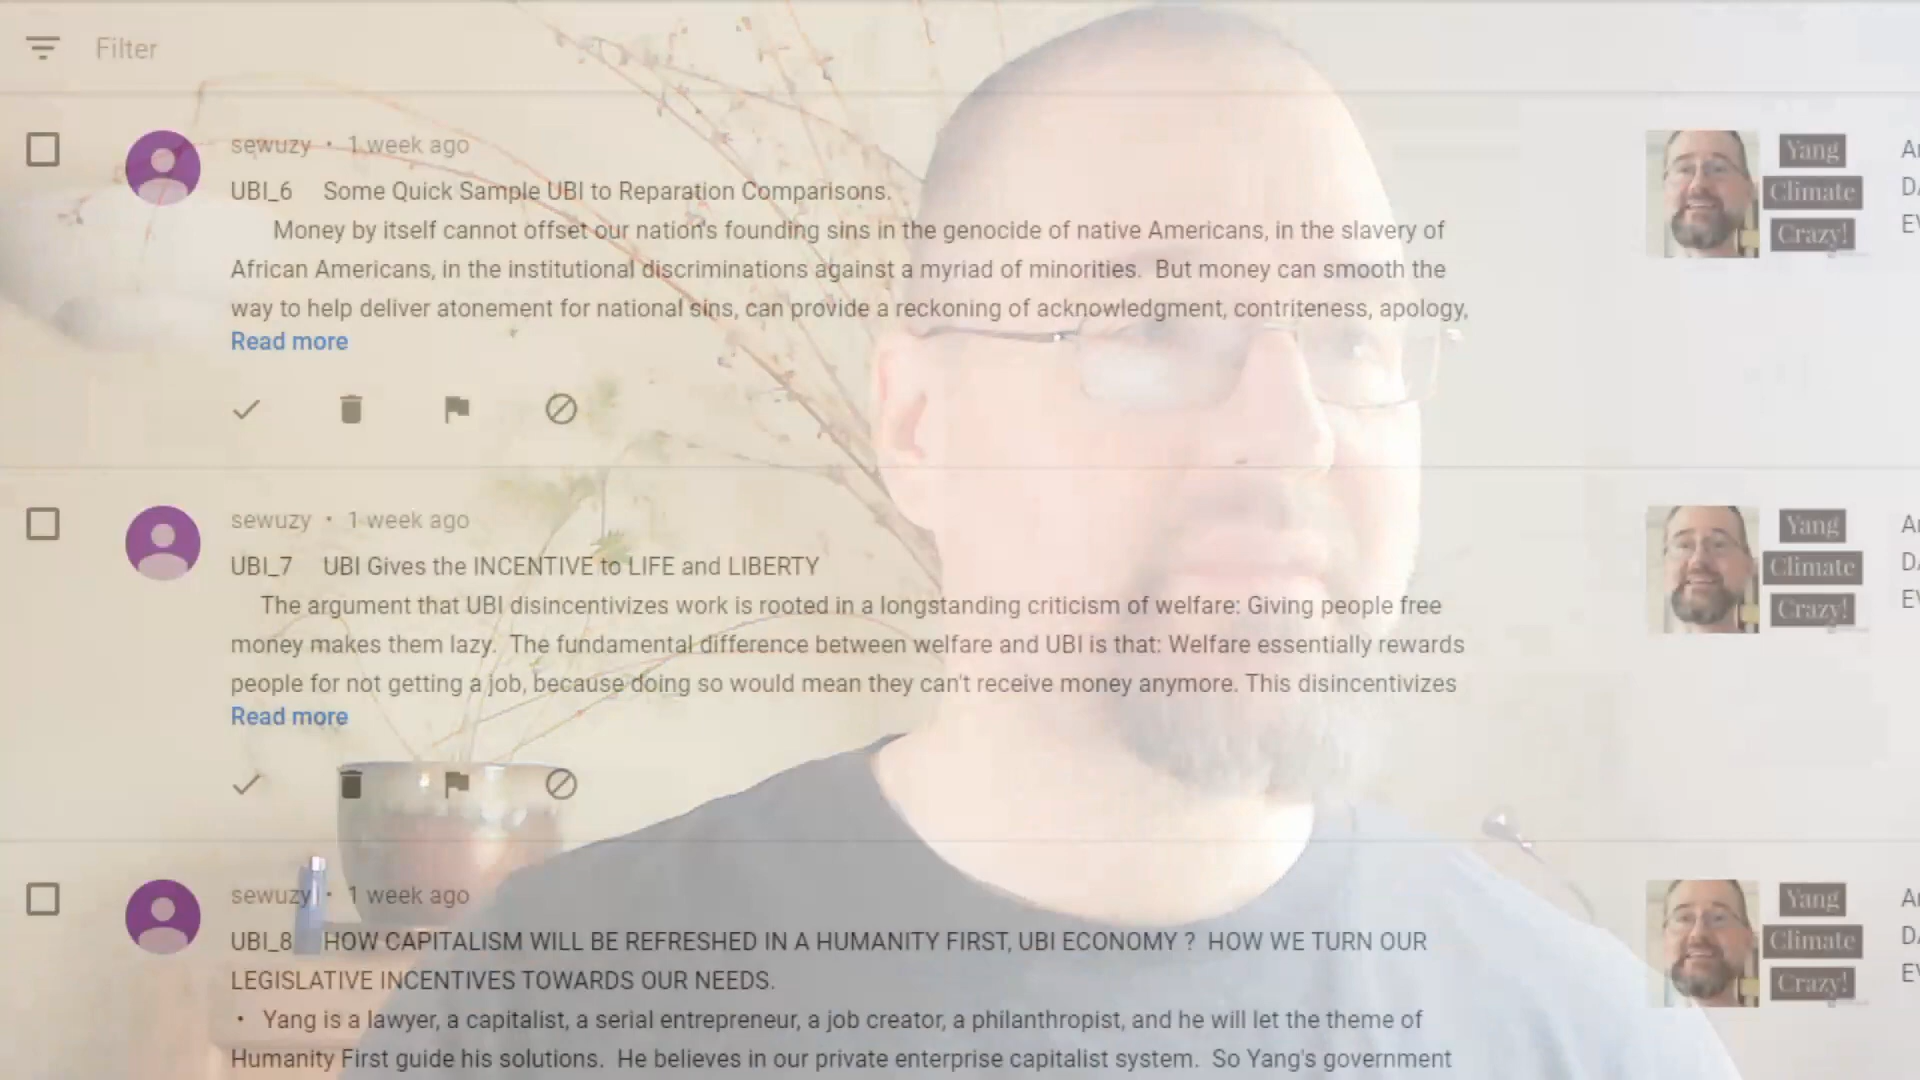 Filter
sewuzy • 1 week ago
UBI_6 Some Quick Sample UBI to Reparation Comparisons.
Money by itself cannot offset our nation's founding sins in the genocide of native Americans, in the slavery of
African Americans, in the institutional discriminations against a myriad of minorities. But money can smooth the
way to help deliver atonement for national sins, can provide a reckoning of acknowledgment, contriteness, apology,
Read more
Yang
Climate
Crazy!
sewuzy • 1 week ago
UBI_7 UBI Gives the INCENTIVE to LIFE and LIBERTY
The argument that UBI disincentivizes work is rooted in a longstanding criticism of welfare: Giving people free
money makes them lazy. The fundamental difference between welfare and UBI is that: Welfare essentially rewards
people for not getting a job, because doing so would mean they can't receive money anymore. This disincentivizes
Read more
Yang
Climate
Crazy!
sewuzy • 1 week ago
UBI_8 HOW CAPITALISM WILL BE REFRESHED IN A HUMANITY FIRST, UBI ECONOMY ? HOW WE TURN OUR
LEGISLATIVE INCENTIVES TOWARDS OUR NEEDS.
• Yang is a lawyer, a capitalist, a serial entrepreneur, a job creator, a philanthropist, and he will let the theme of
Humanity First guide his solutions. He believes in our private enterprise capitalist system. So Yang's government
Yang
Climate
Crazy!